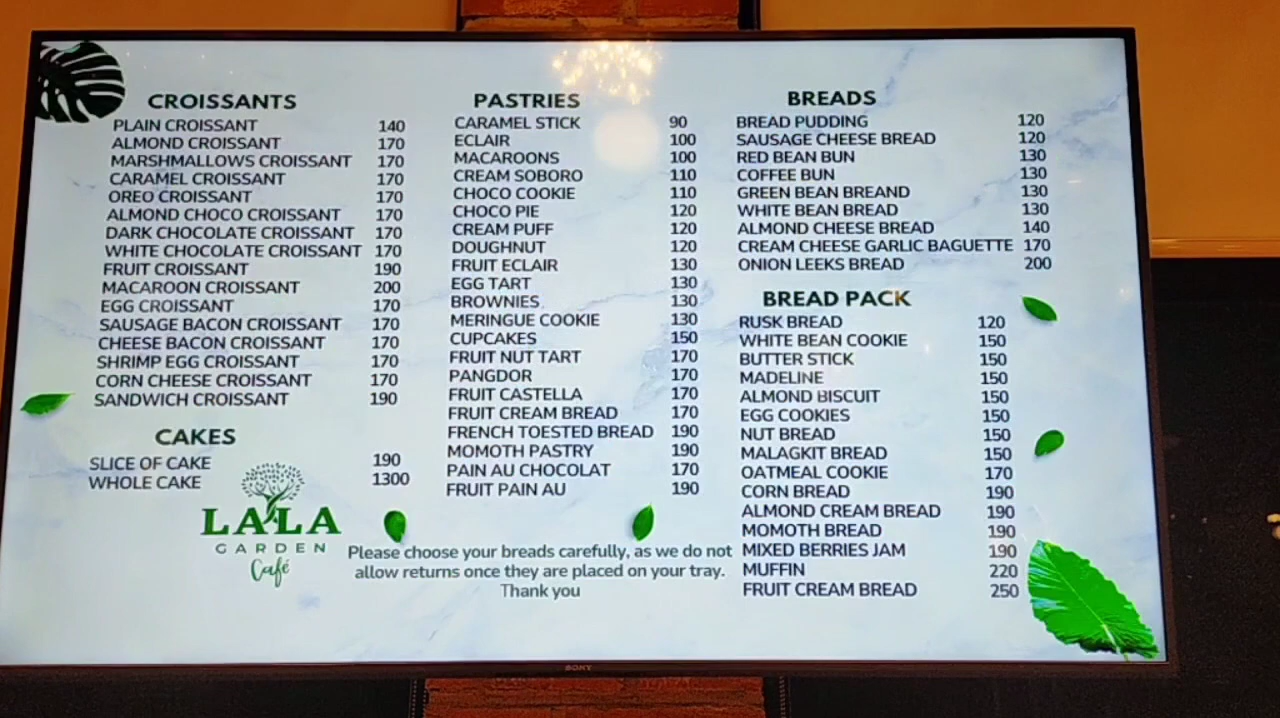 CROISSANTS
PLAIN CROISSANT 140
ALMOND CROISSANT 170
MARSHMALLOWS CROISSANT 170
CARAMEL CROISSANT 170
OREO CROISSANT 170
ALMOND CHOCO CROISSANT 170
DARK CHOCOLATE CROISSANT 170
WHITE CHOCOLATE CROISSANT 170
FRUIT CROISSANT 190
MACAROON CROISSANT 200
EGG CROISSANT 170
SAUSAGE BACON CROISSANT 170
CHEESE BACON CROISSANT 170
SHRIMP EGG CROISSANT 170
CORN CHEESE CROISSANT 170
SANDWICH CROISSANT 190
CAKES
SLICE OF CAKE 190
WHOLE CAKE 1300
LALA
GARDEN
Café
PASTRIES
CARAMEL STICK 90
ECLAIR 100
MACAROONS 100
CREAM SOBORO 110
CHOCO COOKIE 110
CHOCO PIE 120
CREAM PUFF 120
DOUGHNUT 120
FRUIT ECLAIR 130
EGG TART 130
BROWNIES 130
MERINGUE COOKIE 130
CUPCAKES 150
FRUIT NUT TART 170
PANGDOR 170
FRUIT CASTELLA 170
FRUIT CREAM BREAD 170
FRENCH TOESTED BREAD 190
MOMOTH PASTRY 190
PAIN AU CHOCOLAT 170
FRUIT PAIN AU 190
Please choose your breads carefully, as we do not
allow returns once they are placed on your tray.
Thank you
BREADS
BREAD PUDDING 120
SAUSAGE CHEESE BREAD 120
RED BEAN BUN 130
COFFEE BUN 130
GREEN BEAN BREAND 130
WHITE BEAN BREAD 130
ALMOND CHEESE BREAD 140
CREAM CHEESE GARLIC BAGUETTE 170
ONION LEEKS BREAD 200
BREAD PACK
RUSK BREAD 120
WHITE BEAN COOKIE 150
BUTTER STICK 150
MADELINE 150
ALMOND BISCUIT 150
EGG COOKIES 150
NUT BREAD 150
MALAGKIT BREAD 150
OATMEAL COOKIE 170
CORN BREAD 190
ALMOND CREAM BREAD 190
MOMOTH BREAD 190
MIXED BERRIES JAM 190
MUFFIN 220
FRUIT CREAM BREAD 250
SONY